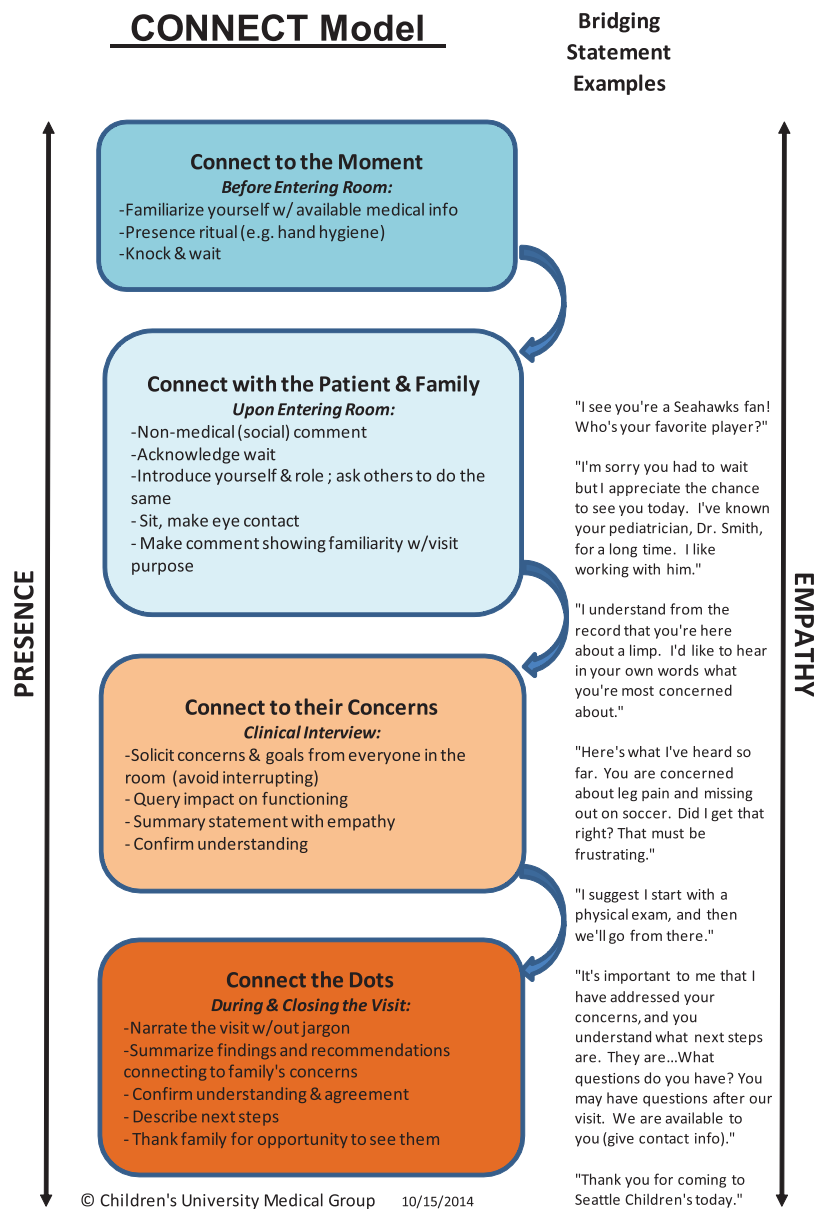 CONNECT Model
Bridging
Statement
Examples
PRESENCE
Connect to the Moment
Before Entering Room:
-Familiarize yourself w/ available medical info
-Presence ritual (e.g. hand hygiene)
-Knock & wait
Connect with the Patient & Family
Upon Entering Room:
-Non-medical (social) comment
-Acknowledge wait
-Introduce yourself & role ; ask others to do the
same
- Sit, make eye contact
- Make comment showing familiarity w/visit
purpose
Connect to their Concerns
Clinical Interview:
-Solicit concerns & goals from everyone in the
room (avoid interrupting)
- Query impact on functioning
- Summary statement with empathy
- Confirm understanding
Connect the Dots
During & Closing the Visit:
-Narrate the visit w/out jargon
-Summarize findings and recommendations
connecting to family's concerns
- Confirm understanding & agreement
- Describe next steps
- Thank family for opportunity to see them
"I see you're a Seahawks fan!
Who's your favorite player?"
"I'm sorry you had to wait
but I appreciate the chance
to see you today. I've known
your pediatrician, Dr. Smith,
for a long time. I like
working with him."
"I understand from the
record that you're here
about a limp. I'd like to hear
in your own words what
you're most concerned
about."
"Here's what I've heard so
far. You are concerned
about leg pain and missing
out on soccer. Did I get that
right? That must be
frustrating."
"I suggest I start with a
physical exam, and then
we'll go from there."
"It's important to me that I
have addressed your
concerns, and you
understand what next steps
are. They are...What
questions do you have? You
may have questions after our
visit. We are available to
you (give contact info)."
"Thank you for coming to
Seattle Children's today."
EMPATHY
© Children's University Medical Group 10/15/2014